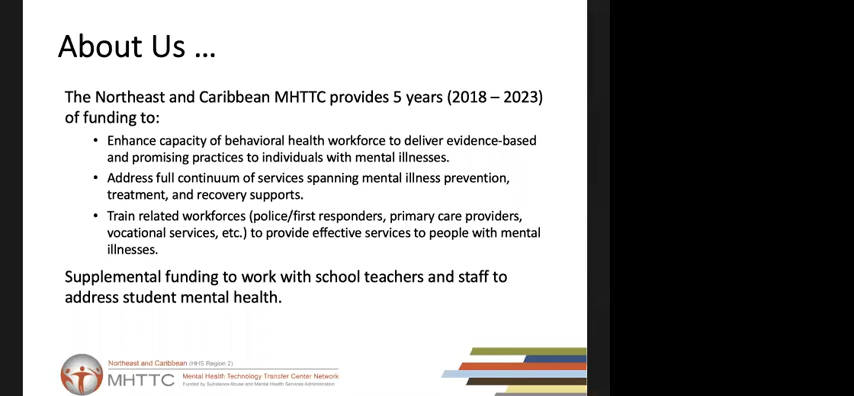 About Us ...
The Northeast and Caribbean MHTTC provides 5 years (2018 – 2023)
of funding to:
• Enhance capacity of behavioral health workforce to deliver evidence-based
and promising practices to individuals with mental illnesses.
• Address full continuum of services spanning mental illness prevention,
treatment, and recovery supports.
• Train related workforces (police/first responders, primary care providers,
vocational services, etc.) to provide effective services to people with mental
illnesses.
Supplemental funding to work with school teachers and staff to
address student mental health.
Northeast and Caribbean (HHS Region 2)
MHTTC Mental Health Technology Transfer Center Network
Funded by Substance Abuse and Mental Health Services Administration